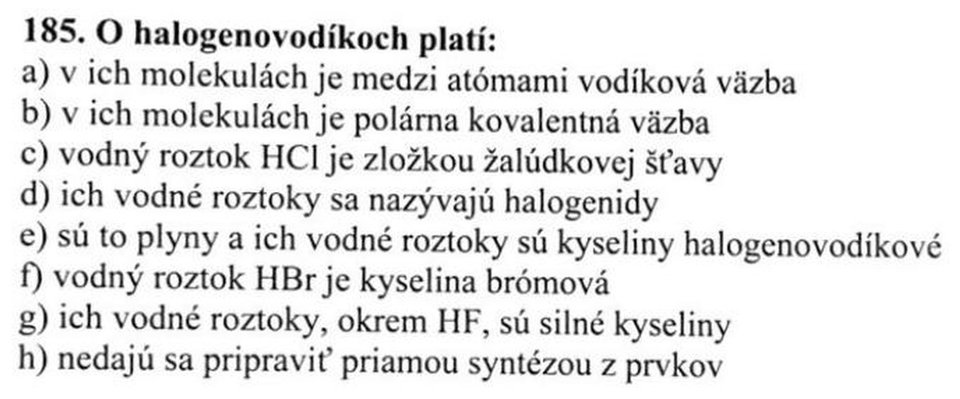 185. O halogenovodíkoch platí:
a) v ich molekulách je medzi atómami vodíková väzba
b) v ich molekulách je polárna kovalentná väzba
c) vodný roztok HCl je zložkou žalúdkovej šťavy
d) ich vodné roztoky sa nazývajú halogenidy
e) sú to plyny a ich vodné roztoky sú kyseliny halogenovodíkové
f) vodný roztok HBr je kyselina brómová
g) ich vodné roztoky, okrem HF, sú silné kyseliny
h) nedajú sa pripraviť priamou syntézou z prvkov